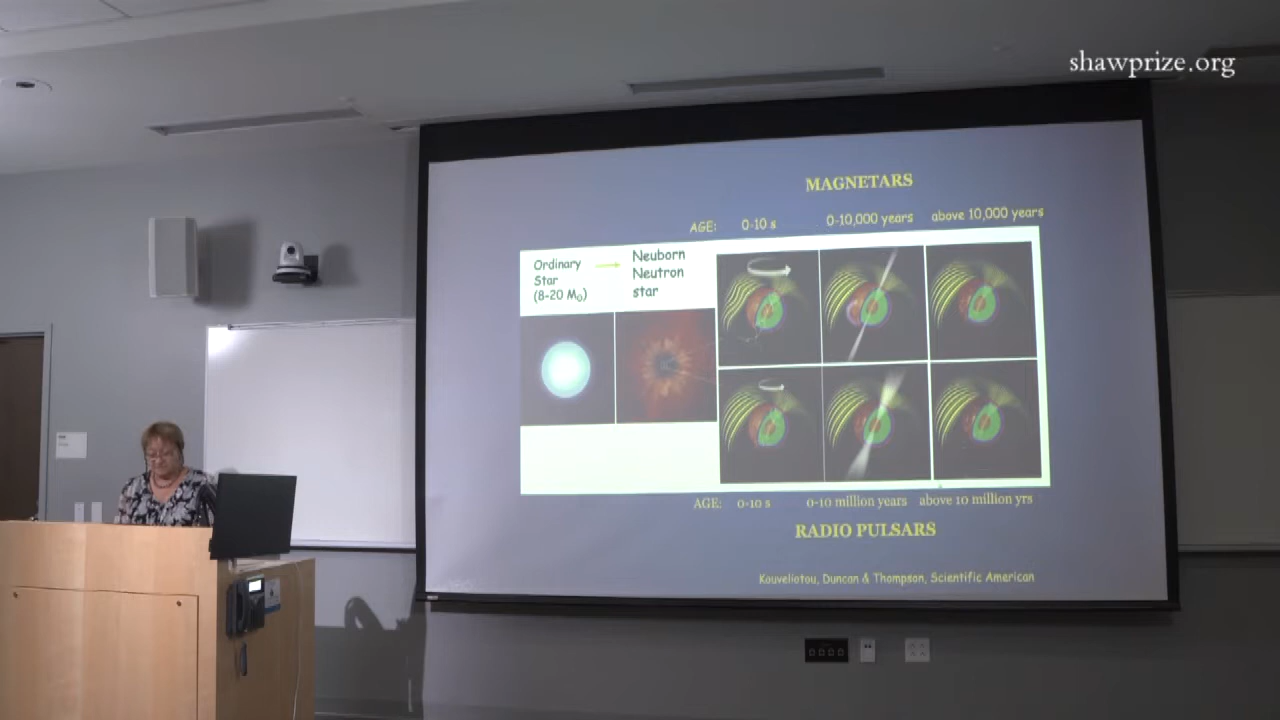 shawprize.org
MAGNETARS
AGE: 0-10 s 0-10,000 years above 10,000 years
Ordinary
Star
(8-20 M⊙)
Neuborn
Neutron
star
AGE: 0-10 s 0-10 million years above 10 million yrs
RADIO PULSARS
Kouveliotou, Duncan & Thompson, Scientific American